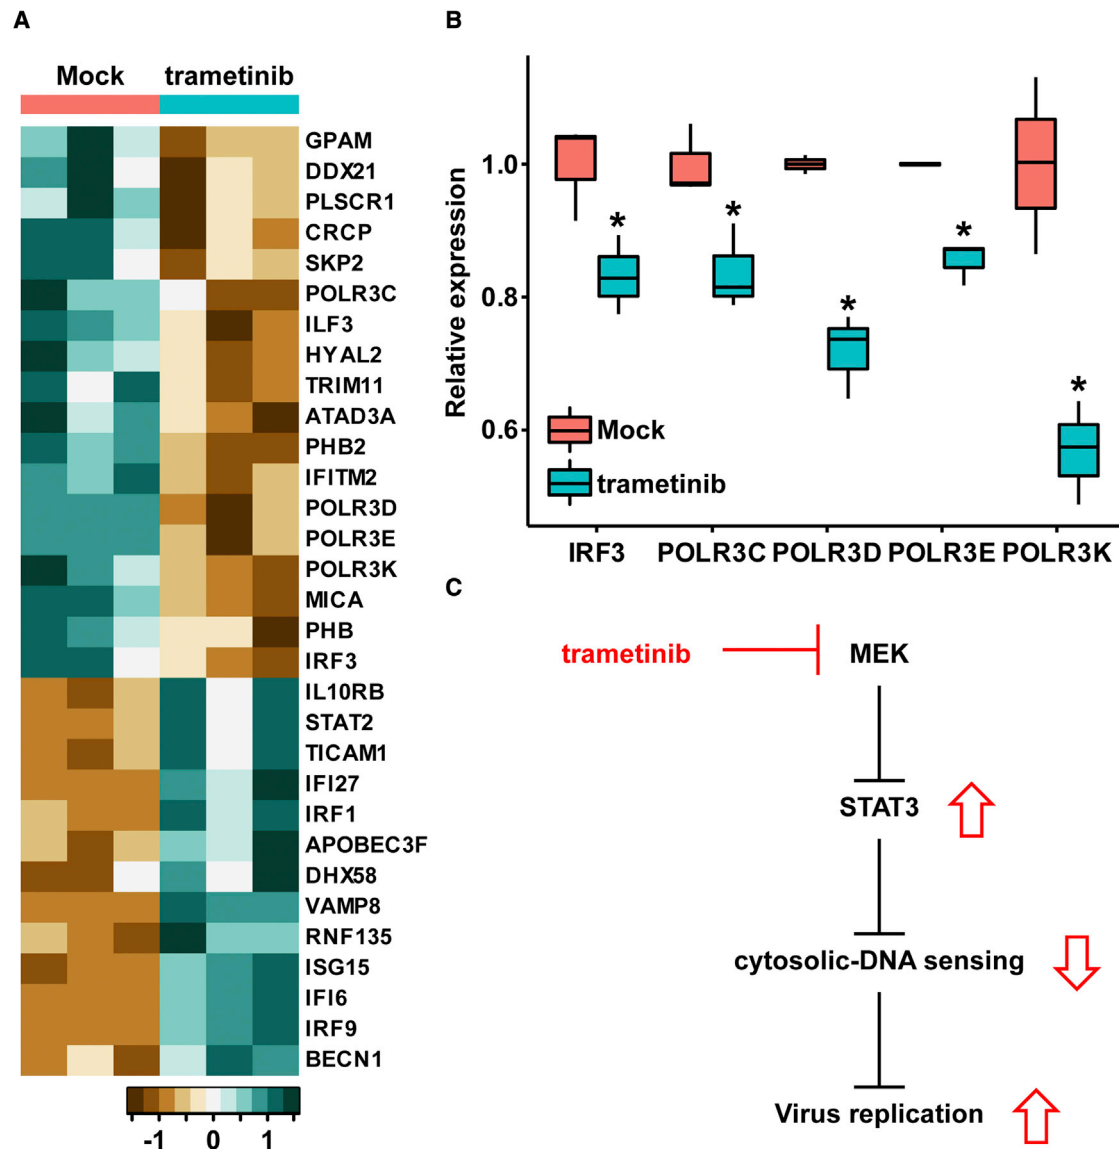 A
Mock trametinib
GPAM
DDX21
PLSCR1
CRCP
SKP2
POLR3C
ILF3
HYAL2
TRIM11
ATAD3A
PHB2
IFITM2
POLR3D
POLR3E
POLR3K
MICA
PHB
IRF3
IL10RB
STAT2
TICAM1
IFI27
IRF1
APOBEC3F
DHX58
VAMP8
RNF135
ISG15
IFI6
IRF9
BECN1
-1 0 1
B
Relative expression
1.0
0.8
0.6
* * * * *
Mock
trametinib
IRF3 POLR3C POLR3D POLR3E POLR3K
C
trametinib MEK
STAT3
cytosolic-DNA sensing
Virus replication